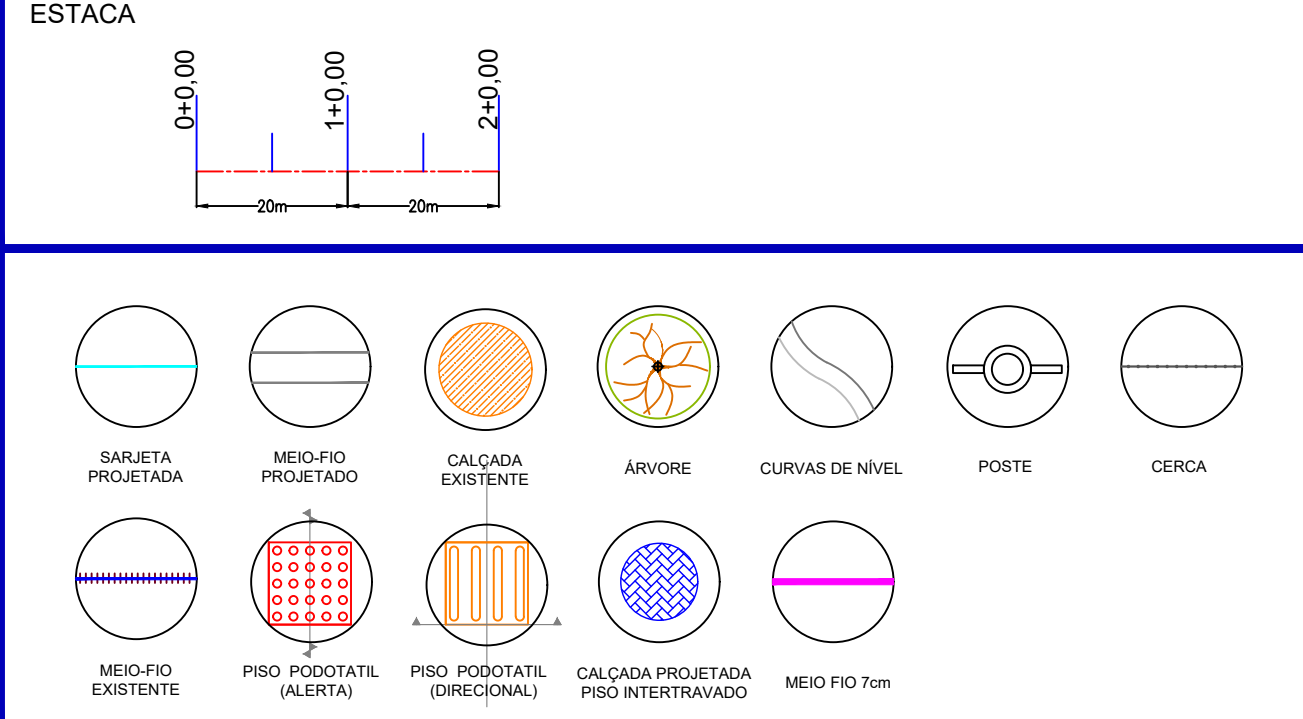 ESTACA
0+0,00
1+0,00
2+0,00
20m
20m
SARJETA
PROJETADA
MEIO-FIO
PROJETADO
CALÇADA
EXISTENTE
ÁRVORE
CURVAS DE NÍVEL
POSTE
CERCA
MEIO-FIO
EXISTENTE
PISO PODOTATIL
(ALERTA)
PISO PODOTATIL
(DIRECIONAL)
CALÇADA PROJETADA
PISO INTERTRAVADO
MEIO FIO 7cm